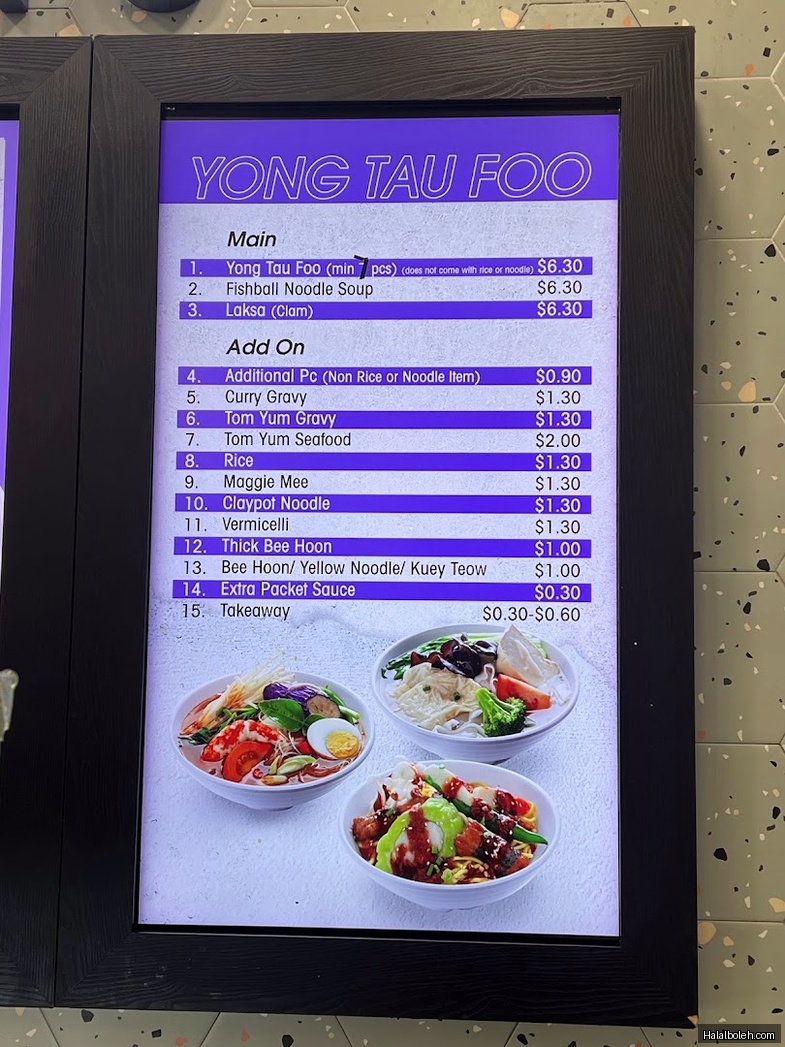 YONG TAU FOO
Main
1. Yong Tau Foo (min 7 pcs) (does not come with rice or noodle) $6.30
2. Fishball Noodle Soup $6.30
3. Laksa (Clam) $6.30
Add On
4. Additional Pc (Non Rice or Noodle Item) $0.90
5. Curry Gravy $1.30
6. Tom Yum Gravy $1.30
7. Tom Yum Seafood $2.00
8. Rice $1.30
9. Maggie Mee $1.30
10. Claypot Noodle $1.30
11. Vermicelli $1.30
12. Thick Bee Hoon $1.00
13. Bee Hoon/ Yellow Noodle/ Kuey Teow $1.00
14. Extra Packet Sauce $0.30
15. Takeaway $0.30-$0.60
Halalboleh.com